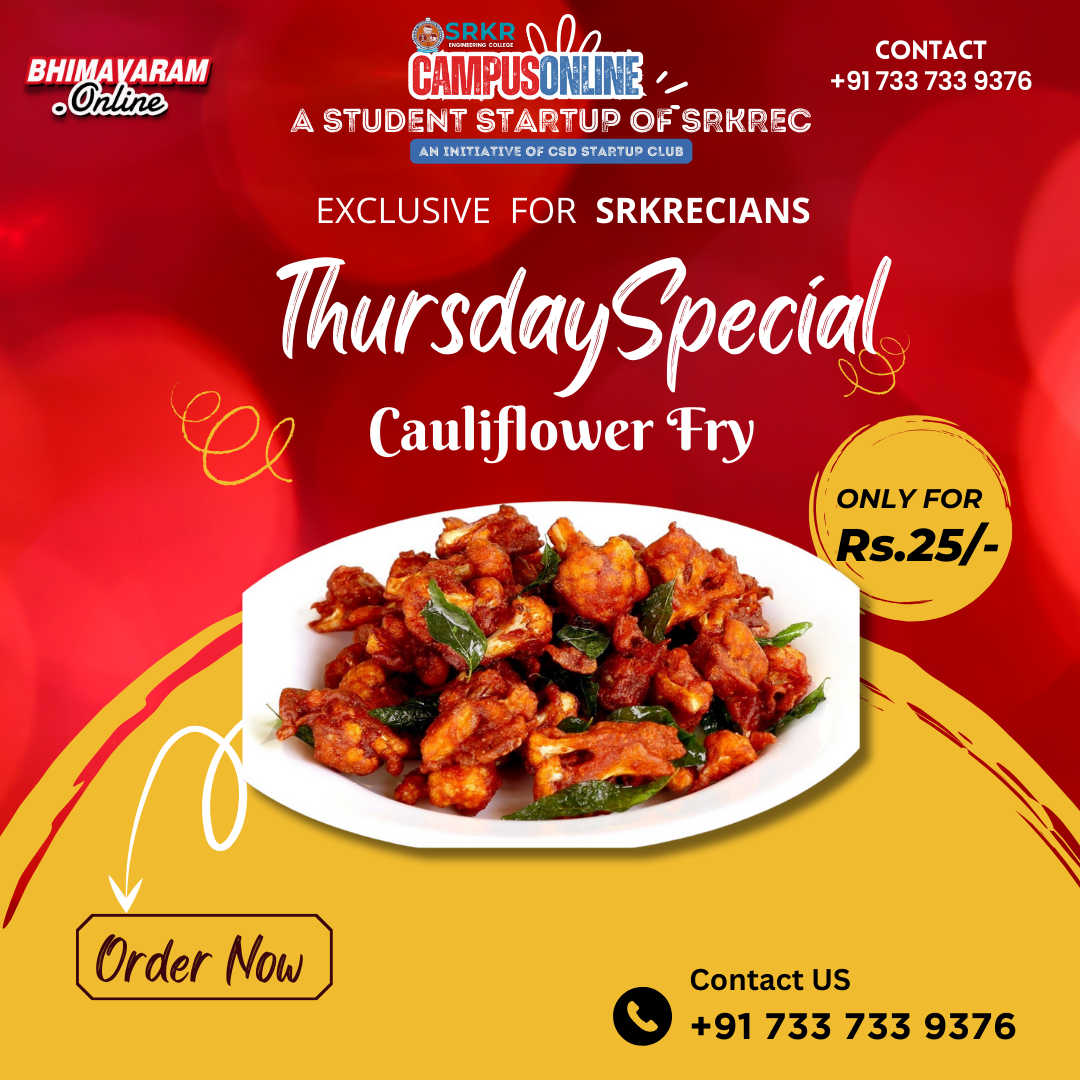 BHIMAVARAM
.Online
SRKR
ENGINEERING COLLEGE
CAMPUSONLINE
A STUDENT STARTUP OF SRKREC
AN INITIATIVE OF CSD STARTUP CLUB
CONTACT
+91 733 733 9376
EXCLUSIVE FOR SRKRECIANS
Thursday Special
Cauliflower Fry
ONLY FOR
Rs.25/-
Order Now
Contact US
+91 733 733 9376